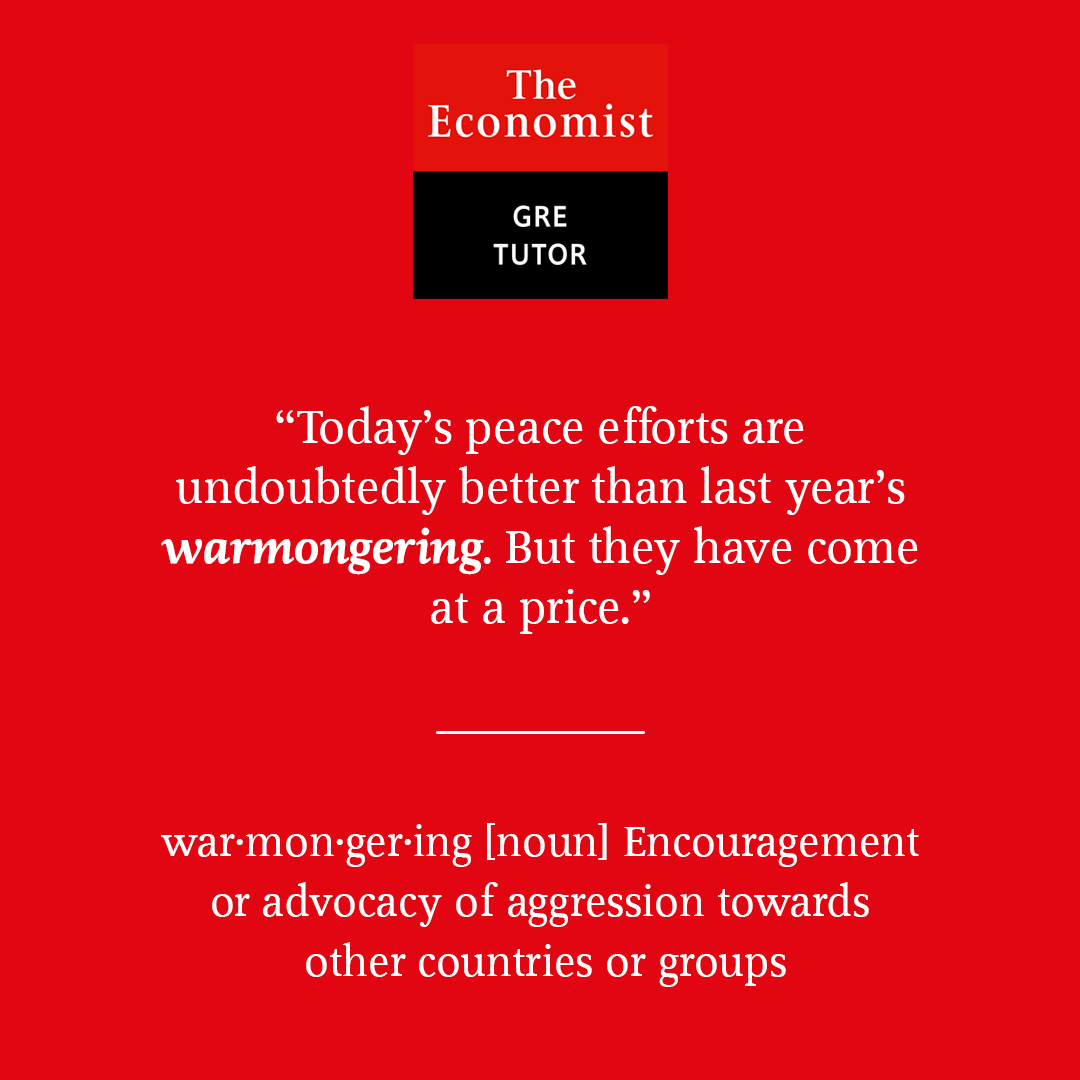 The
Economist
GRE
TUTOR
“Today’s peace efforts are
undoubtedly better than last year’s
warmongering. But they have come
at a price.”
war·mon·ger·ing [noun] Encouragement
or advocacy of aggression towards
other countries or groups